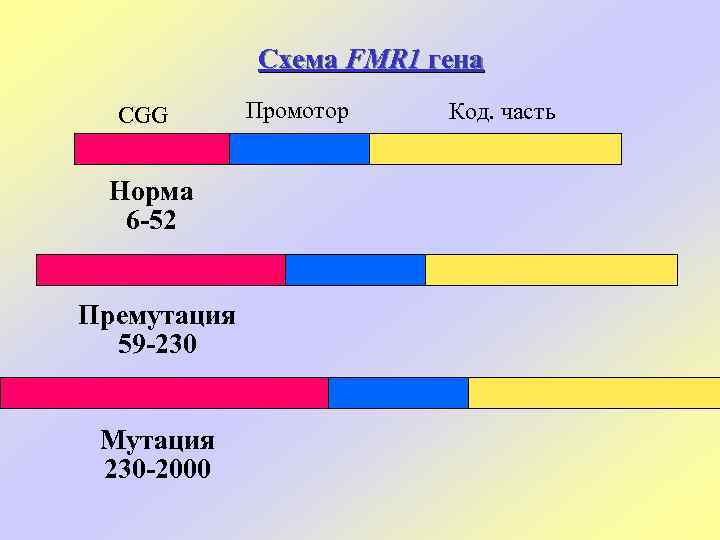 Схема FMR1 гена
CGG Промотор Код. часть
Норма
6-52
Премутация
59-230
Мутация
230-2000